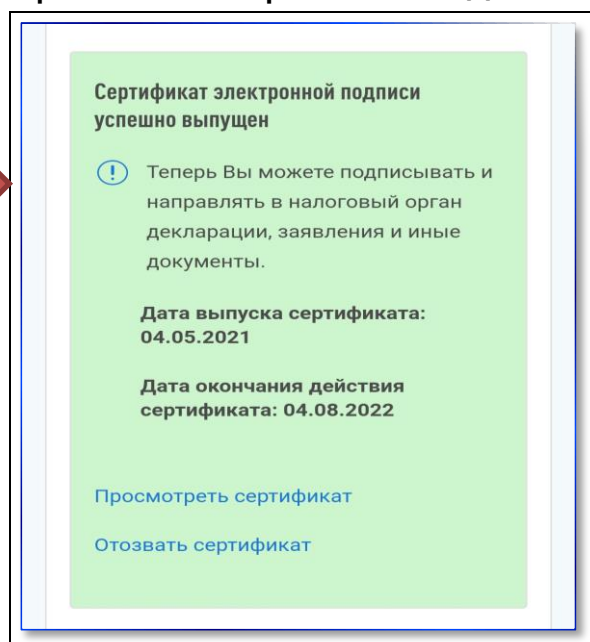 Сертификат электронной подписи
успешно выпущен
Теперь Вы можете подписывать и
направлять в налоговый орган
декларации, заявления и иные
документы.
Дата выпуска сертификата:
04.05.2021
Дата окончания действия
сертификата: 04.08.2022
Просмотреть сертификат
Отозвать сертификат